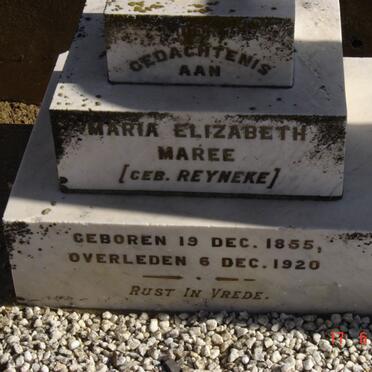 GEDACHTENIS
AAN
MARIA ELIZABETH
MAREE
[GEB. REYNEKE]
GEBOREN 19 DEC. 1855,
OVERLEDEN 6 DEC. 1920
RUST IN VREDE.